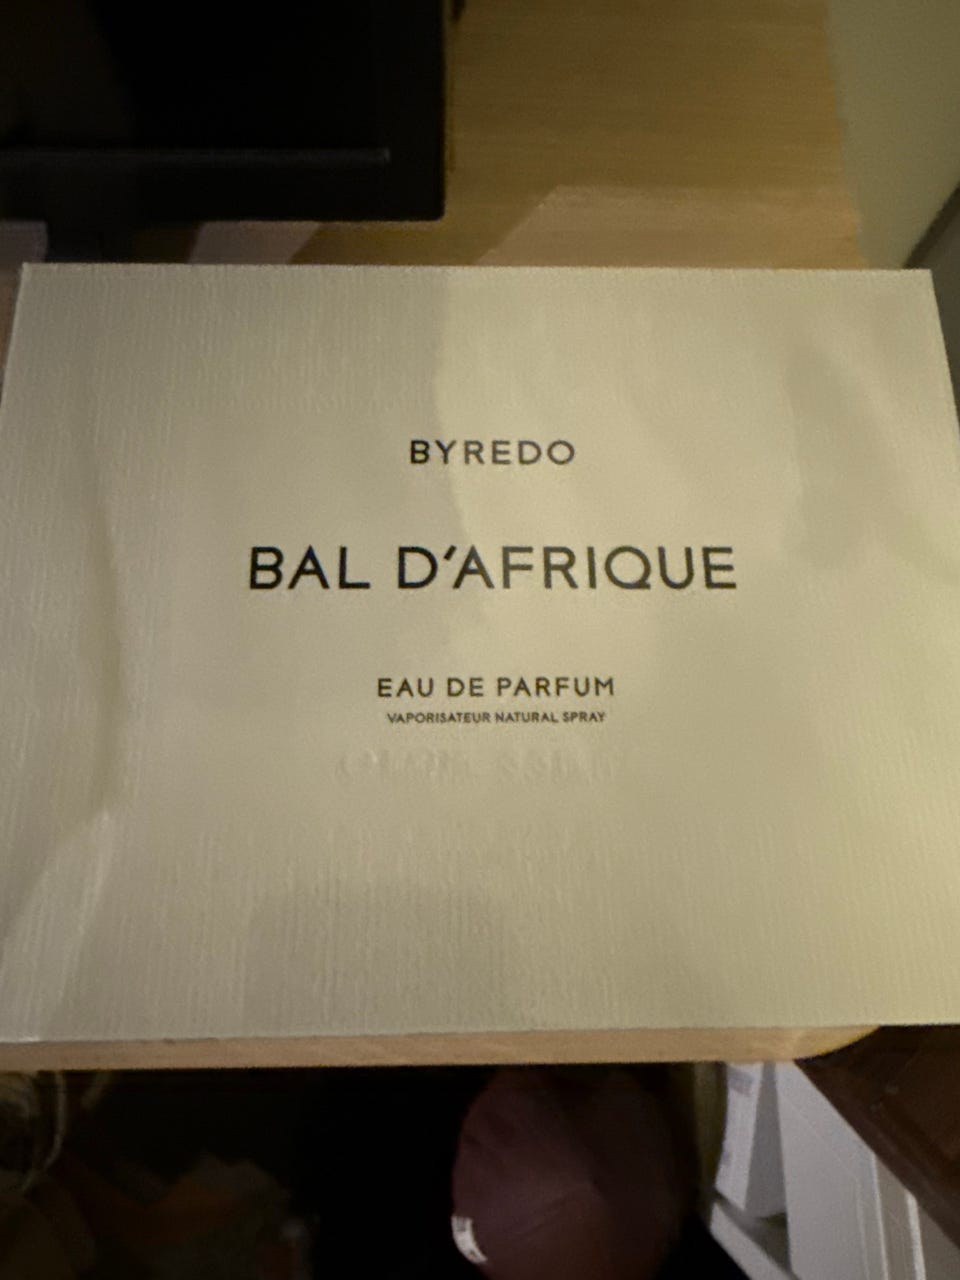 BYREDO
BAL D'AFRIQUE
EAU DE PARFUM
VAPORISATEUR NATURAL SPRAY